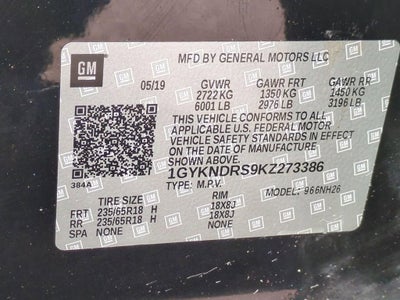 GM MFD BY GENERAL MOTORS LLC
05/19 GVWR GAWR FRT GAWR RR
2722 KG 1350 KG 1450 KG
6001 LB 2976 LB 3196 LB
THIS VEHICLE CONFORMS TO ALL
APPLICABLE U.S. FEDERAL MOTOR
VEHICLE SAFETY STANDARDS IN EFFECT
ON THE DATE OF MANUFACTURE
SHOWN ABOVE.
384A 1GYKNDRS9KZ273386
TYPE: M.P.V. MODEL: 966NH26
TIRE SIZE RIM
FRT 235/65R18 H 18X8J
RR 235/65R18 H 18X8J
SPA NONE NONE